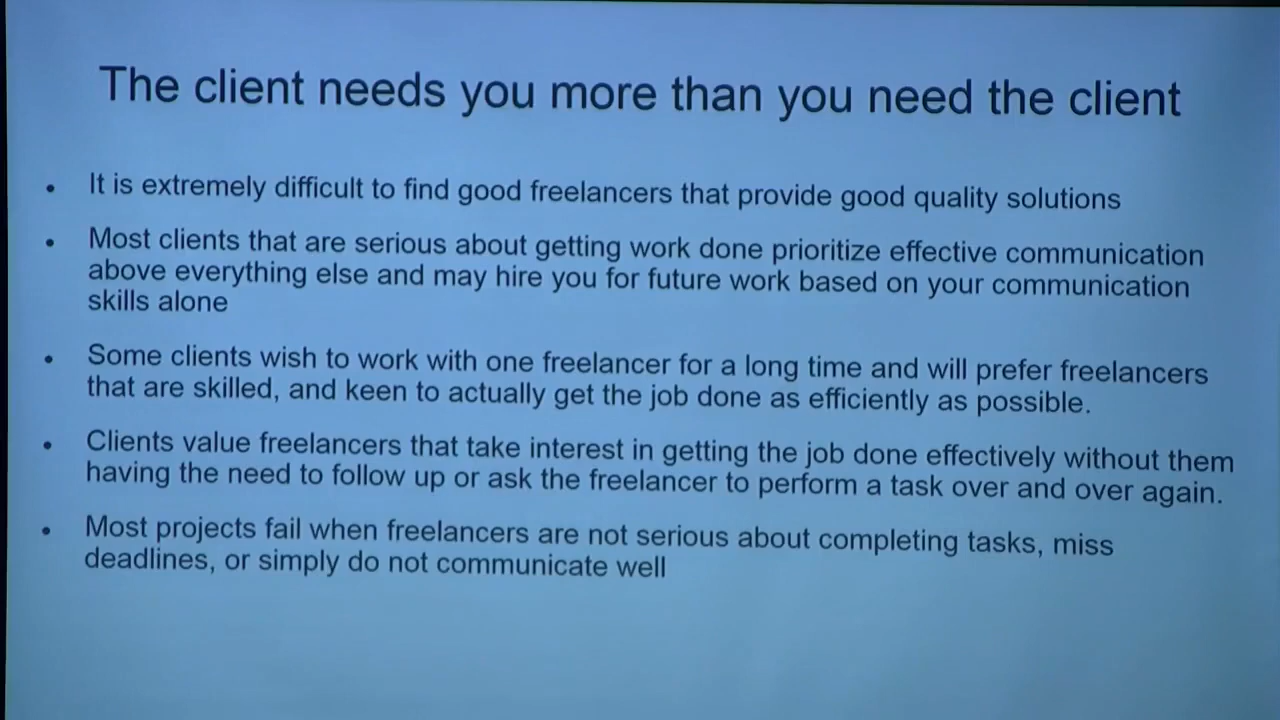 The client needs you more than you need the client
• It is extremely difficult to find good freelancers that provide good quality solutions
• Most clients that are serious about getting work done prioritize effective communication
above everything else and may hire you for future work based on your communication
skills alone
• Some clients wish to work with one freelancer for a long time and will prefer freelancers
that are skilled, and keen to actually get the job done as efficiently as possible.
• Clients value freelancers that take interest in getting the job done effectively without them
having the need to follow up or ask the freelancer to perform a task over and over again.
• Most projects fail when freelancers are not serious about completing tasks, miss
deadlines, or simply do not communicate well